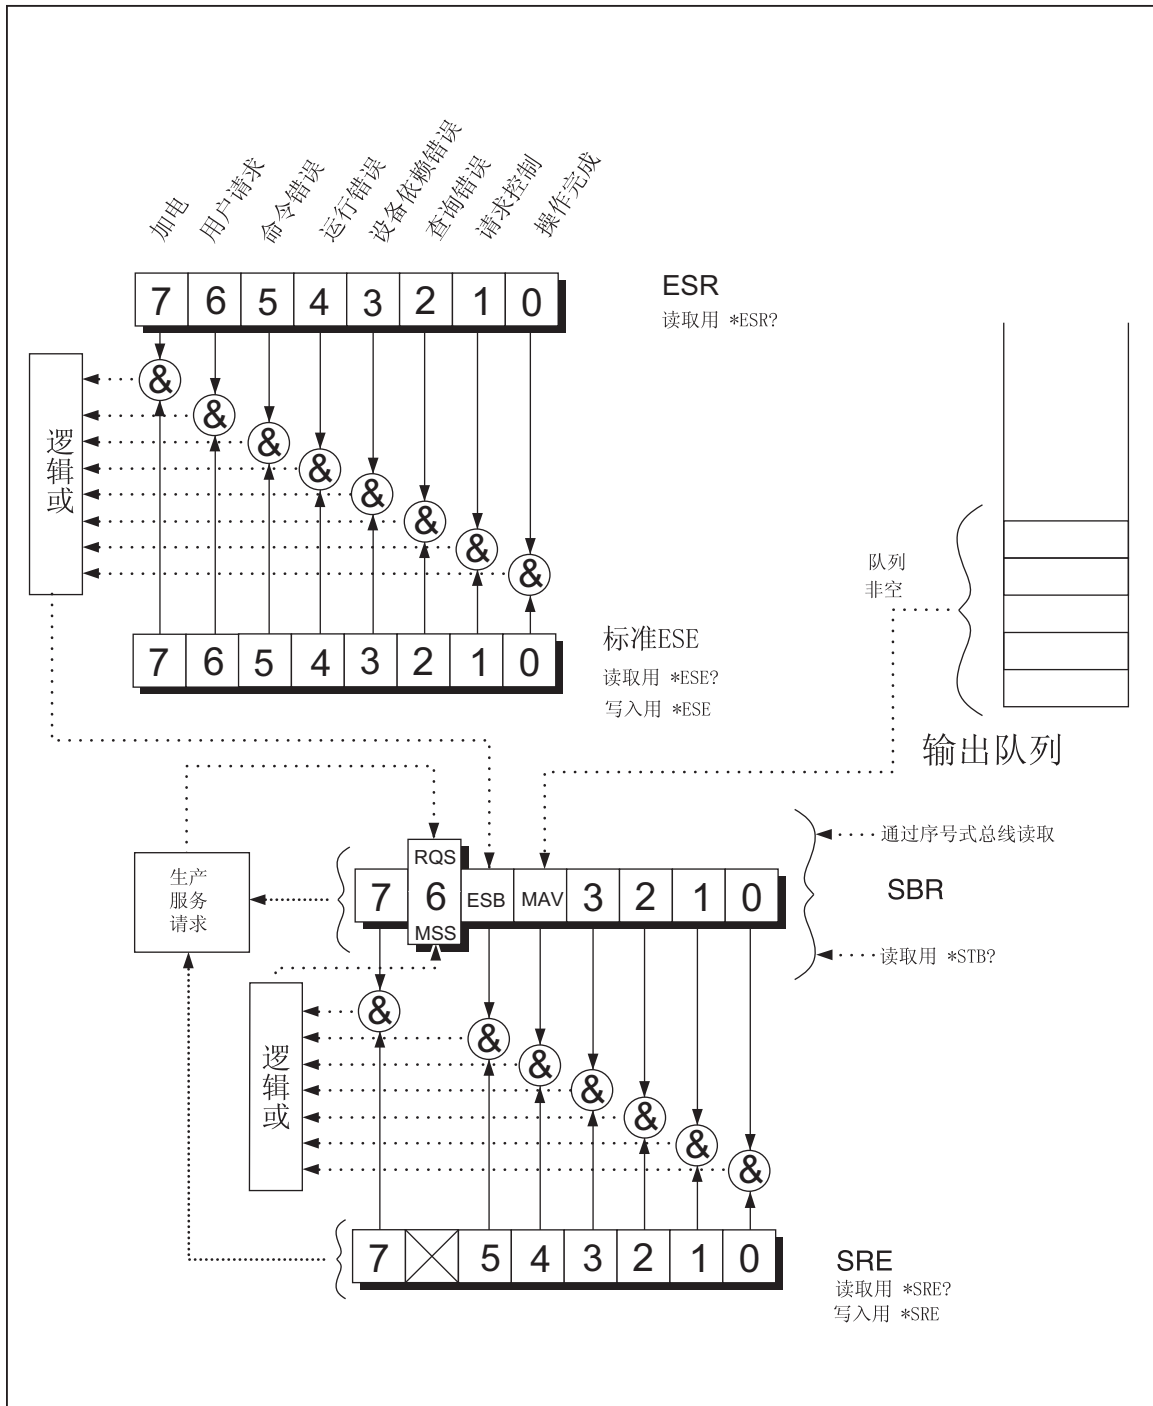 加电
用户请求
命令错误
运行错误
设备依赖错误
查询错误
请求控制
操作完成
7 6 5 4 3 2 1 0
ESR
读取用 *ESR?
& & & & & & & &
逻辑或
队列
非空
7 6 5 4 3 2 1 0
标准ESE
读取用 *ESE?
写入用 *ESE
输出队列
通过序号式总线读取
RQS
7 6 ESB MAV 3 2 1 0
MSS
SBR
生产
服务
请求
读取用 *STB?
& & & & & & &
逻辑或
7 5 4 3 2 1 0
SRE
读取用 *SRE?
写入用 *SRE